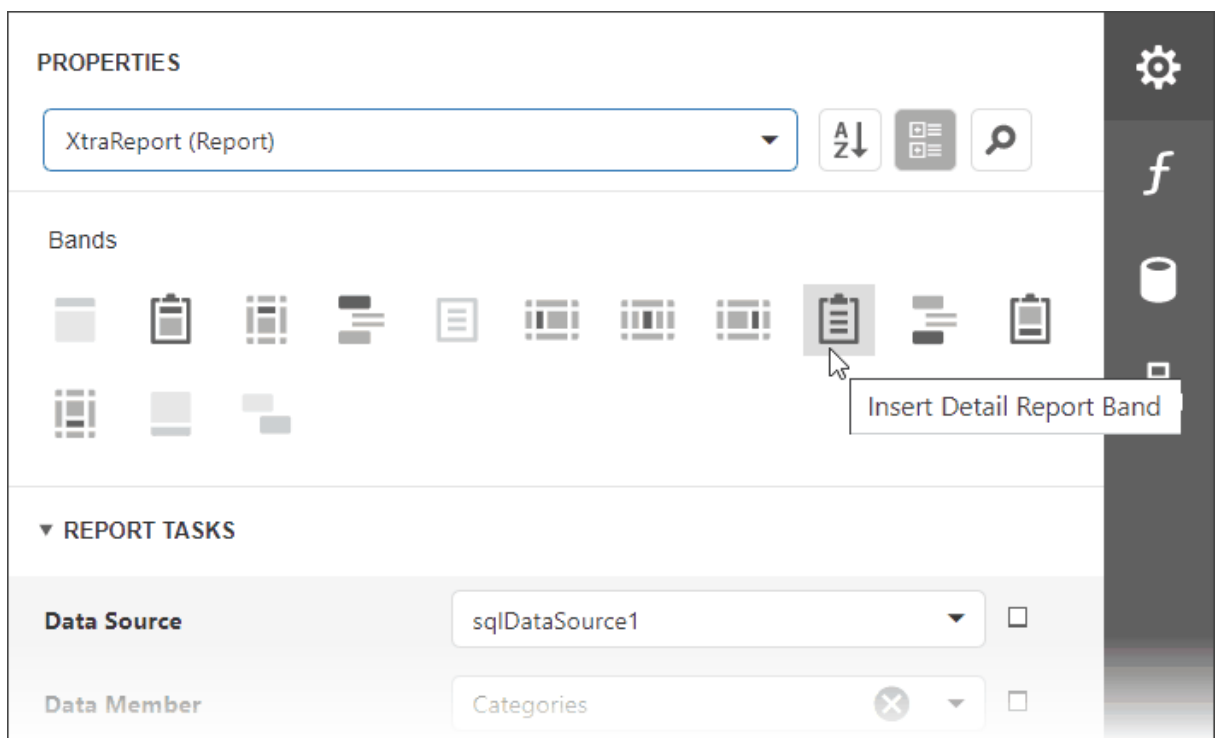 PROPERTIES
XtraReport (Report)
A
Z
f
Bands
Insert Detail Report Band
REPORT TASKS
Data Source
sqlDataSource1
Data Member
Categories